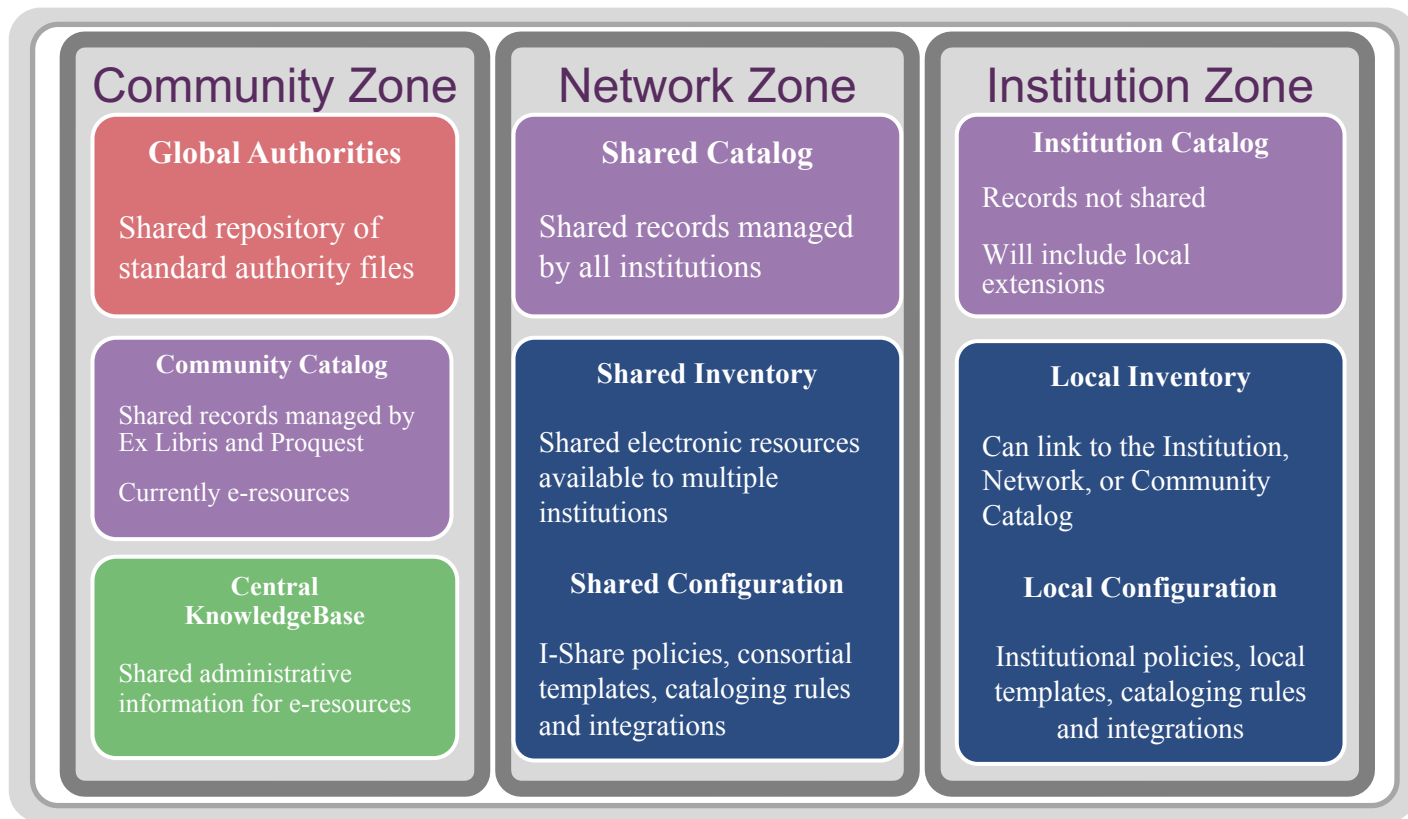 Community Zone
Global Authorities
Shared repository of
standard authority files
Community Catalog
Shared records managed by
Ex Libris and Proquest
Currently e-resources
Central
KnowledgeBase
Shared administrative
information for e-resources
Network Zone
Shared Catalog
Shared records managed
by all institutions
Shared Inventory
Shared electronic resources
available to multiple
institutions
Shared Configuration
I-Share policies, consortial
templates, cataloging rules
and integrations
Institution Zone
Institution Catalog
Records not shared
Will include local
extensions
Local Inventory
Can link to the Institution,
Network, or Community
Catalog
Local Configuration
Institutional policies, local
templates, cataloging rules
and integrations